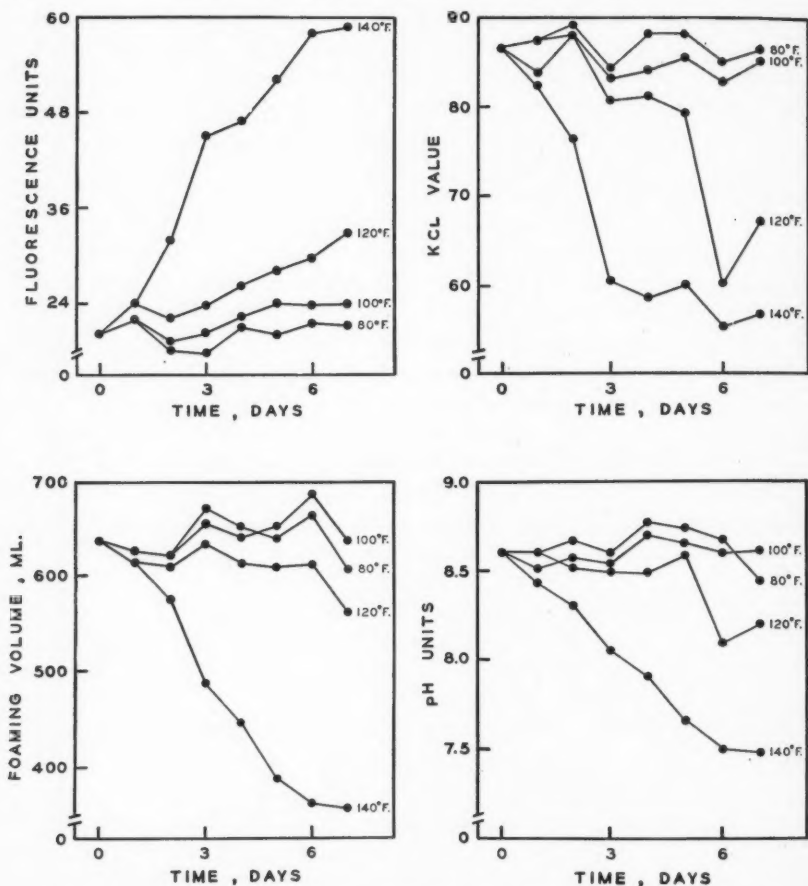 60
48
36
24
0
FLUORESCENCE UNITS
140°F.
120°F.
100°F.
80°F.
0 3 6
TIME, DAYS
90
80
70
60
0
KCL VALUE
80°F.
100°F.
120°F.
140°F.
0 3 6
TIME, DAYS
700
600
500
400
0
FOAMING VOLUME, ML.
100°F.
80°F.
120°F.
140°F.
0 3 6
TIME, DAYS
9.0
8.5
8.0
7.5
0
pH UNITS
100°F.
80°F.
120°F.
140°F.
0 3 6
TIME, DAYS